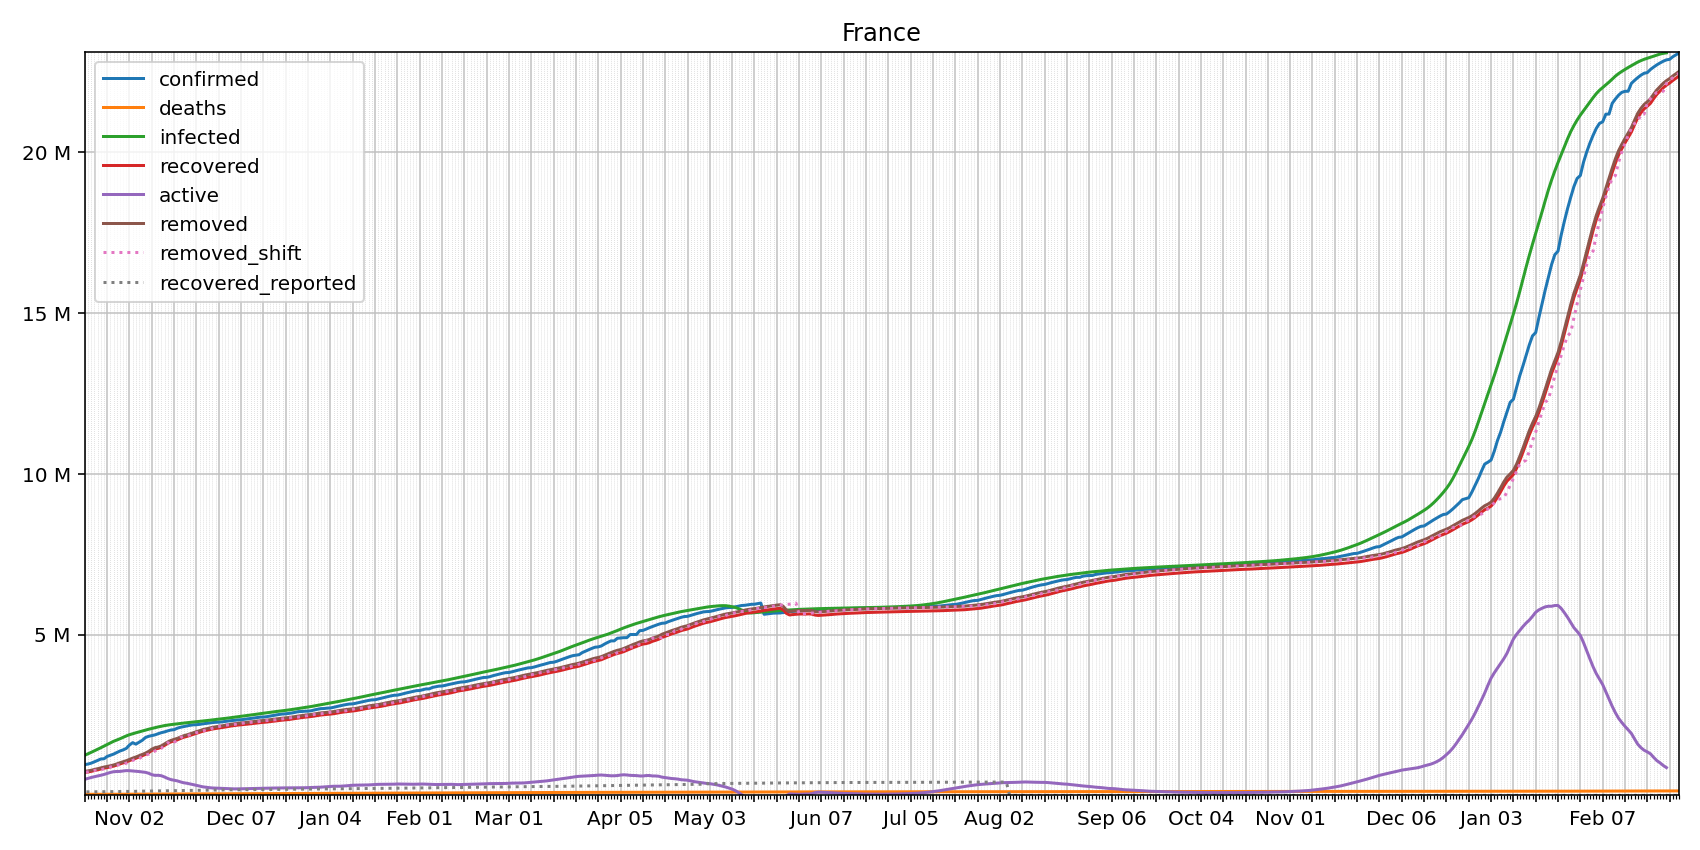 France
confirmed
deaths
infected
recovered
active
removed
removed_shift
recovered_reported
20 M
15 M
10 M
5 M
Nov 02 Dec 07 Jan 04 Feb 01 Mar 01 Apr 05 May 03 Jun 07 Jul 05 Aug 02 Sep 06 Oct 04 Nov 01 Dec 06 Jan 03 Feb 07